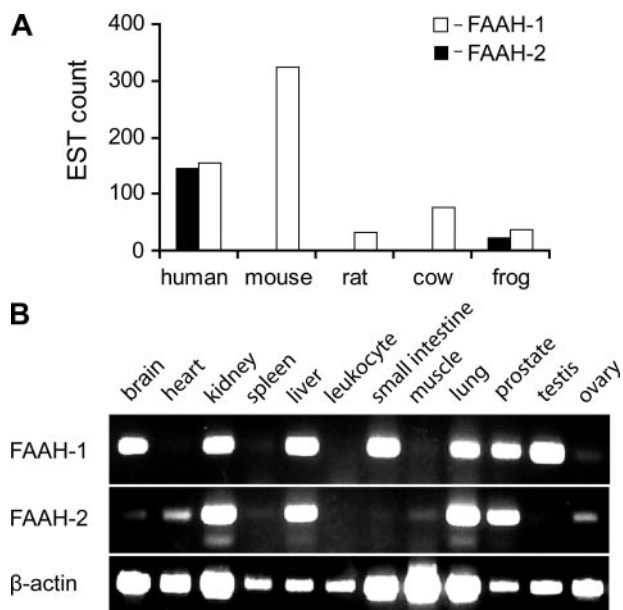 A
400
300
200
100
0
EST count
– FAAH-1
– FAAH-2
human mouse rat cow frog
B
brain heart kidney spleen liver leukocyte small intestine muscle lung prostate testis ovary
FAAH-1
FAAH-2
β-actin